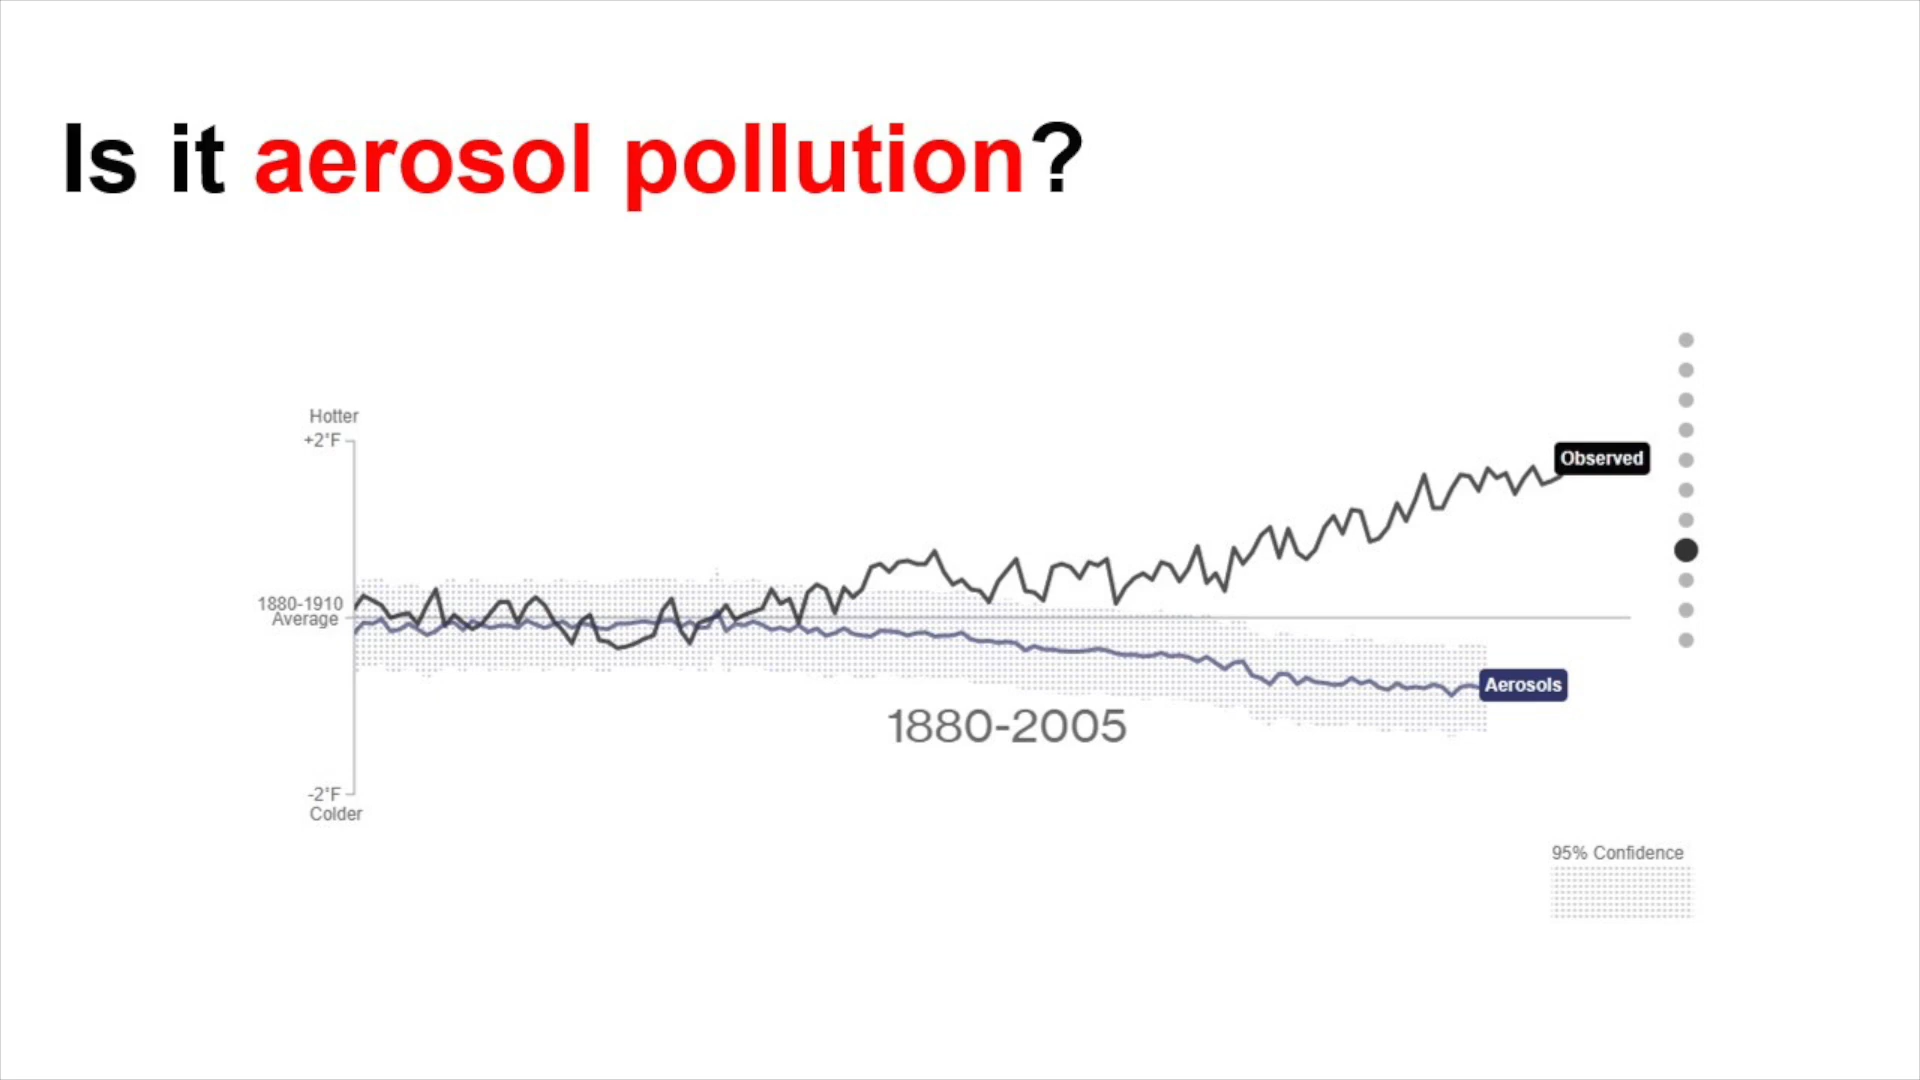 Is it aerosol pollution?
Hotter
+2°F
Observed
1880-1910
Average
Aerosols
1880-2005
-2°F
Colder
95% Confidence